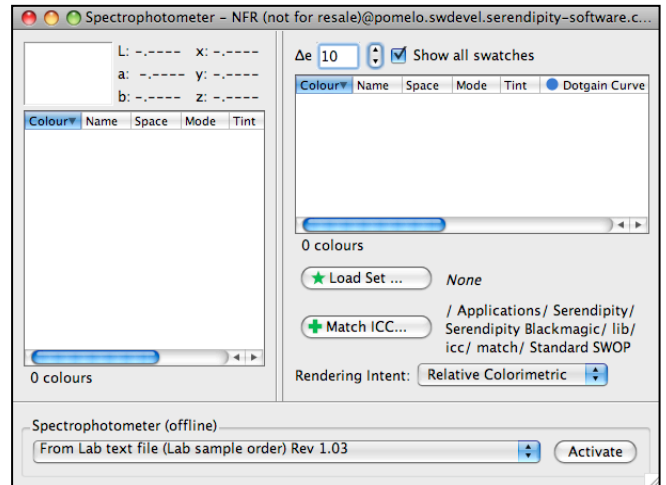 Spectrophotometer – NFR (not for resale)@pomelo.swdevel.serendipity-software.c...
L: -.---- x: -.----
a: -.---- y: -.----
b: -.---- z: -.----
Colour Name Space Mode Tint
0 colours
Δe 10 Show all swatches
Colour Name Space Mode Tint Dotgain Curve
0 colours
Load Set ... None
Match ICC... / Applications/ Serendipity/
Serendipity Blackmagic/ lib/
icc/ match/ Standard SWOP
Rendering Intent: Relative Colorimetric
Spectrophotometer (offline)
From Lab text file (Lab sample order) Rev 1.03 Activate